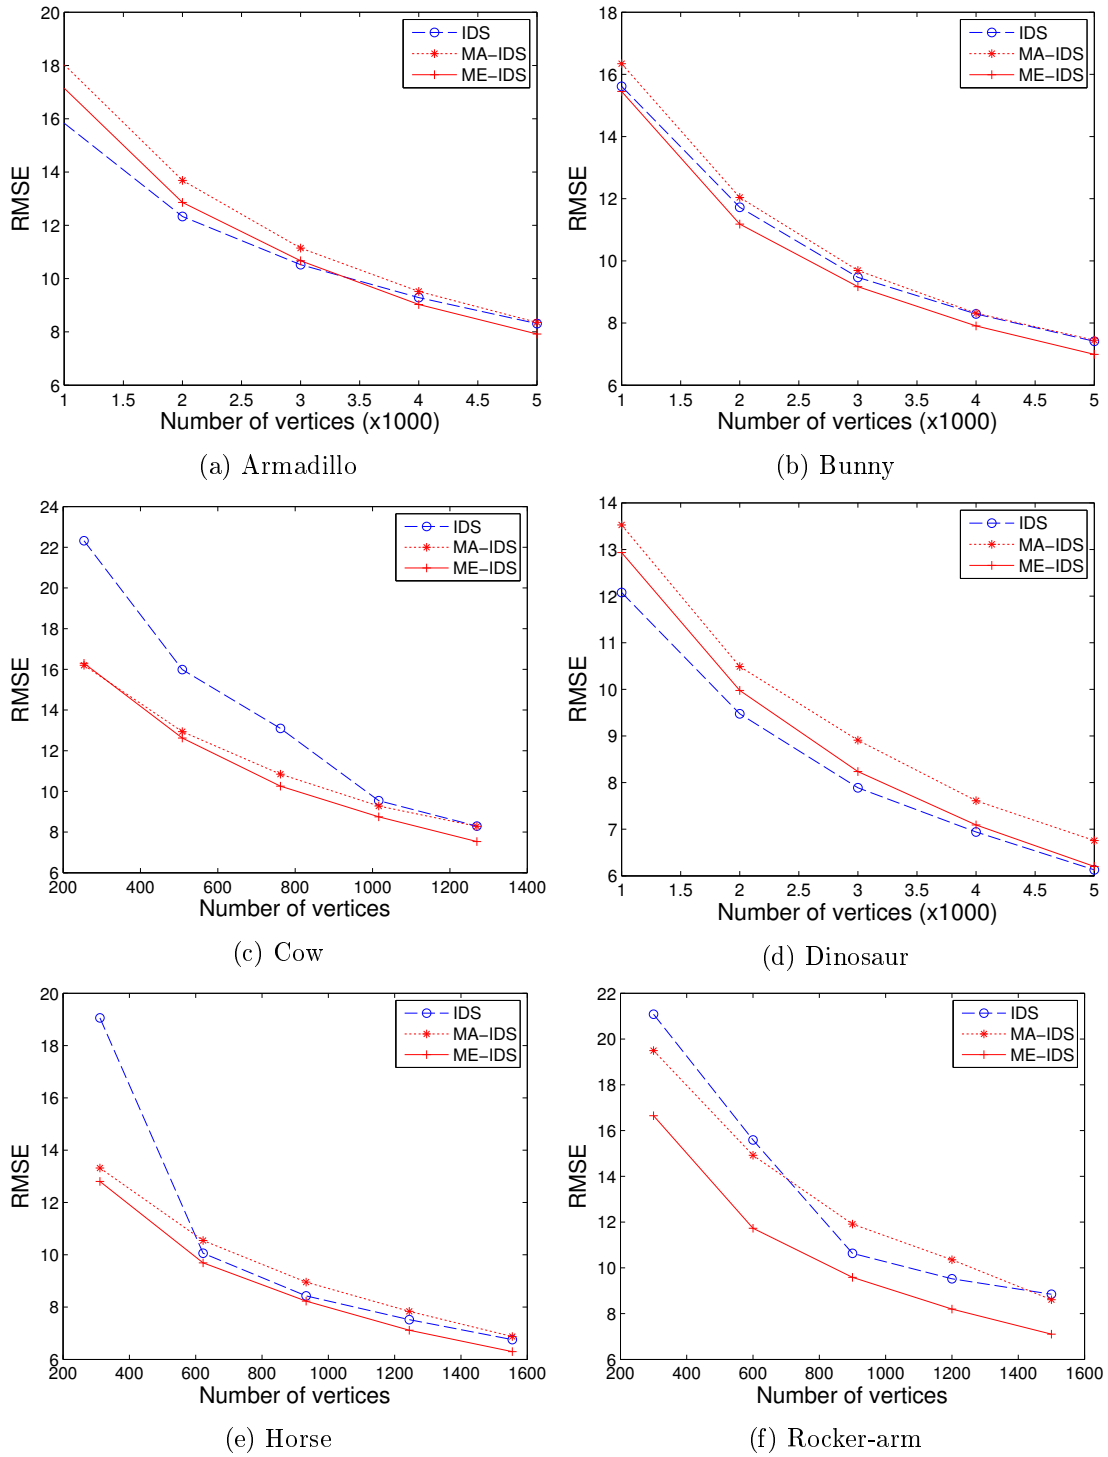 20
18
16
14
12
10
8
6
RMSE
IDS
MA-IDS
ME-IDS
1 1.5 2 2.5 3 3.5 4 4.5 5
Number of vertices (x1000)
(a) Armadillo
18
16
14
12
10
8
6
RMSE
IDS
MA-IDS
ME-IDS
1 1.5 2 2.5 3 3.5 4 4.5 5
Number of vertices (x1000)
(b) Bunny
24
22
20
18
16
14
12
10
8
6
RMSE
IDS
MA-IDS
ME-IDS
200 400 600 800 1000 1200 1400
Number of vertices
(c) Cow
14
13
12
11
10
9
8
7
6
RMSE
IDS
MA-IDS
ME-IDS
1 1.5 2 2.5 3 3.5 4 4.5 5
Number of vertices (x1000)
(d) Dinosaur
20
18
16
14
12
10
8
6
RMSE
IDS
MA-IDS
ME-IDS
200 400 600 800 1000 1200 1400 1600
Number of vertices
(e) Horse
22
20
18
16
14
12
10
8
6
RMSE
IDS
MA-IDS
ME-IDS
200 400 600 800 1000 1200 1400 1600
Number of vertices
(f) Rocker-arm